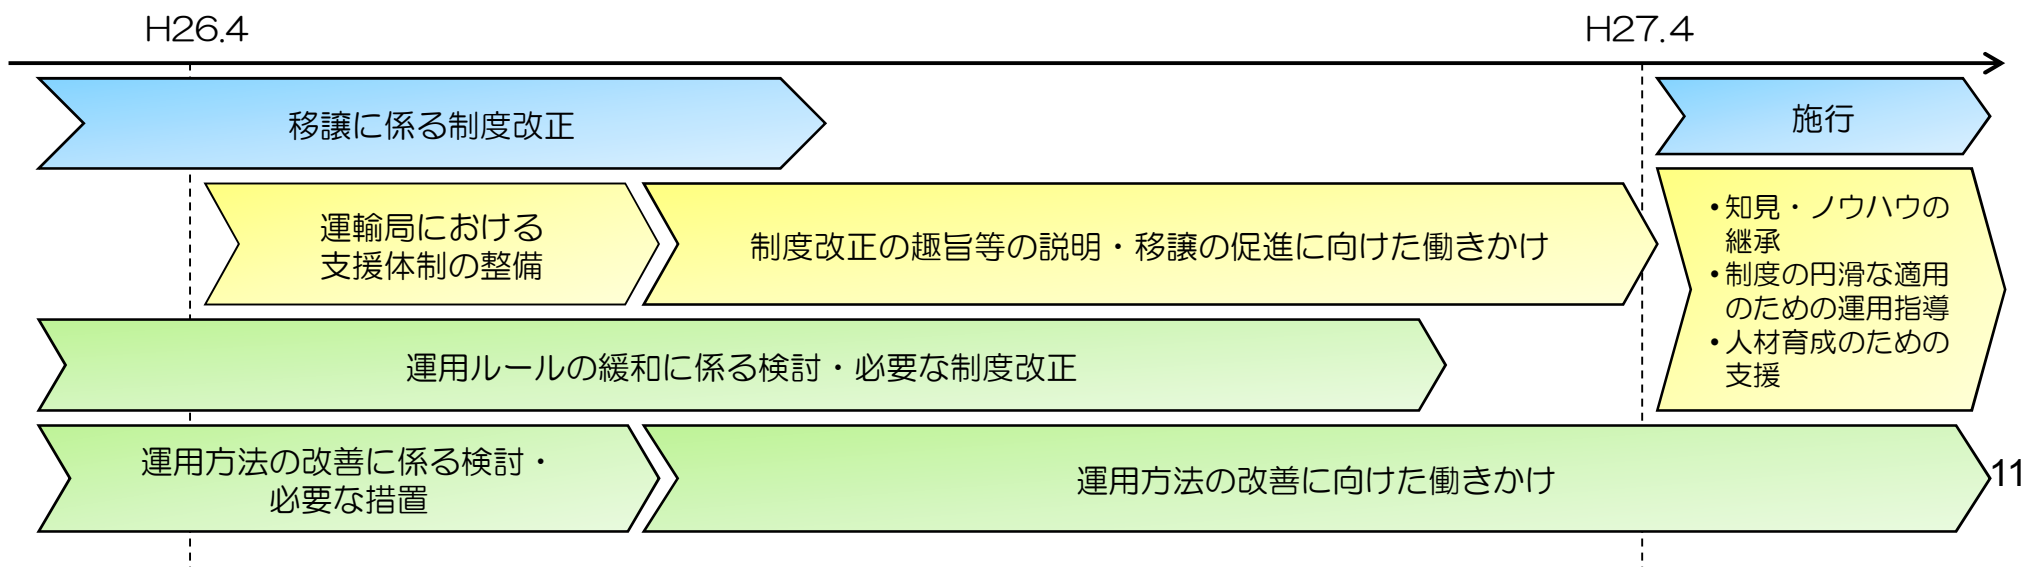 H26.4
H27.4
移譲に係る制度改正
施行
運輸局における
支援体制の整備
制度改正の趣旨等の説明・移譲の促進に向けた働きかけ
•知見・ノウハウの
継承
•制度の円滑な適用
のための運用指導
•人材育成のための
支援
運用ルールの緩和に係る検討・必要な制度改正
運用方法の改善に係る検討・
必要な措置
運用方法の改善に向けた働きかけ
11